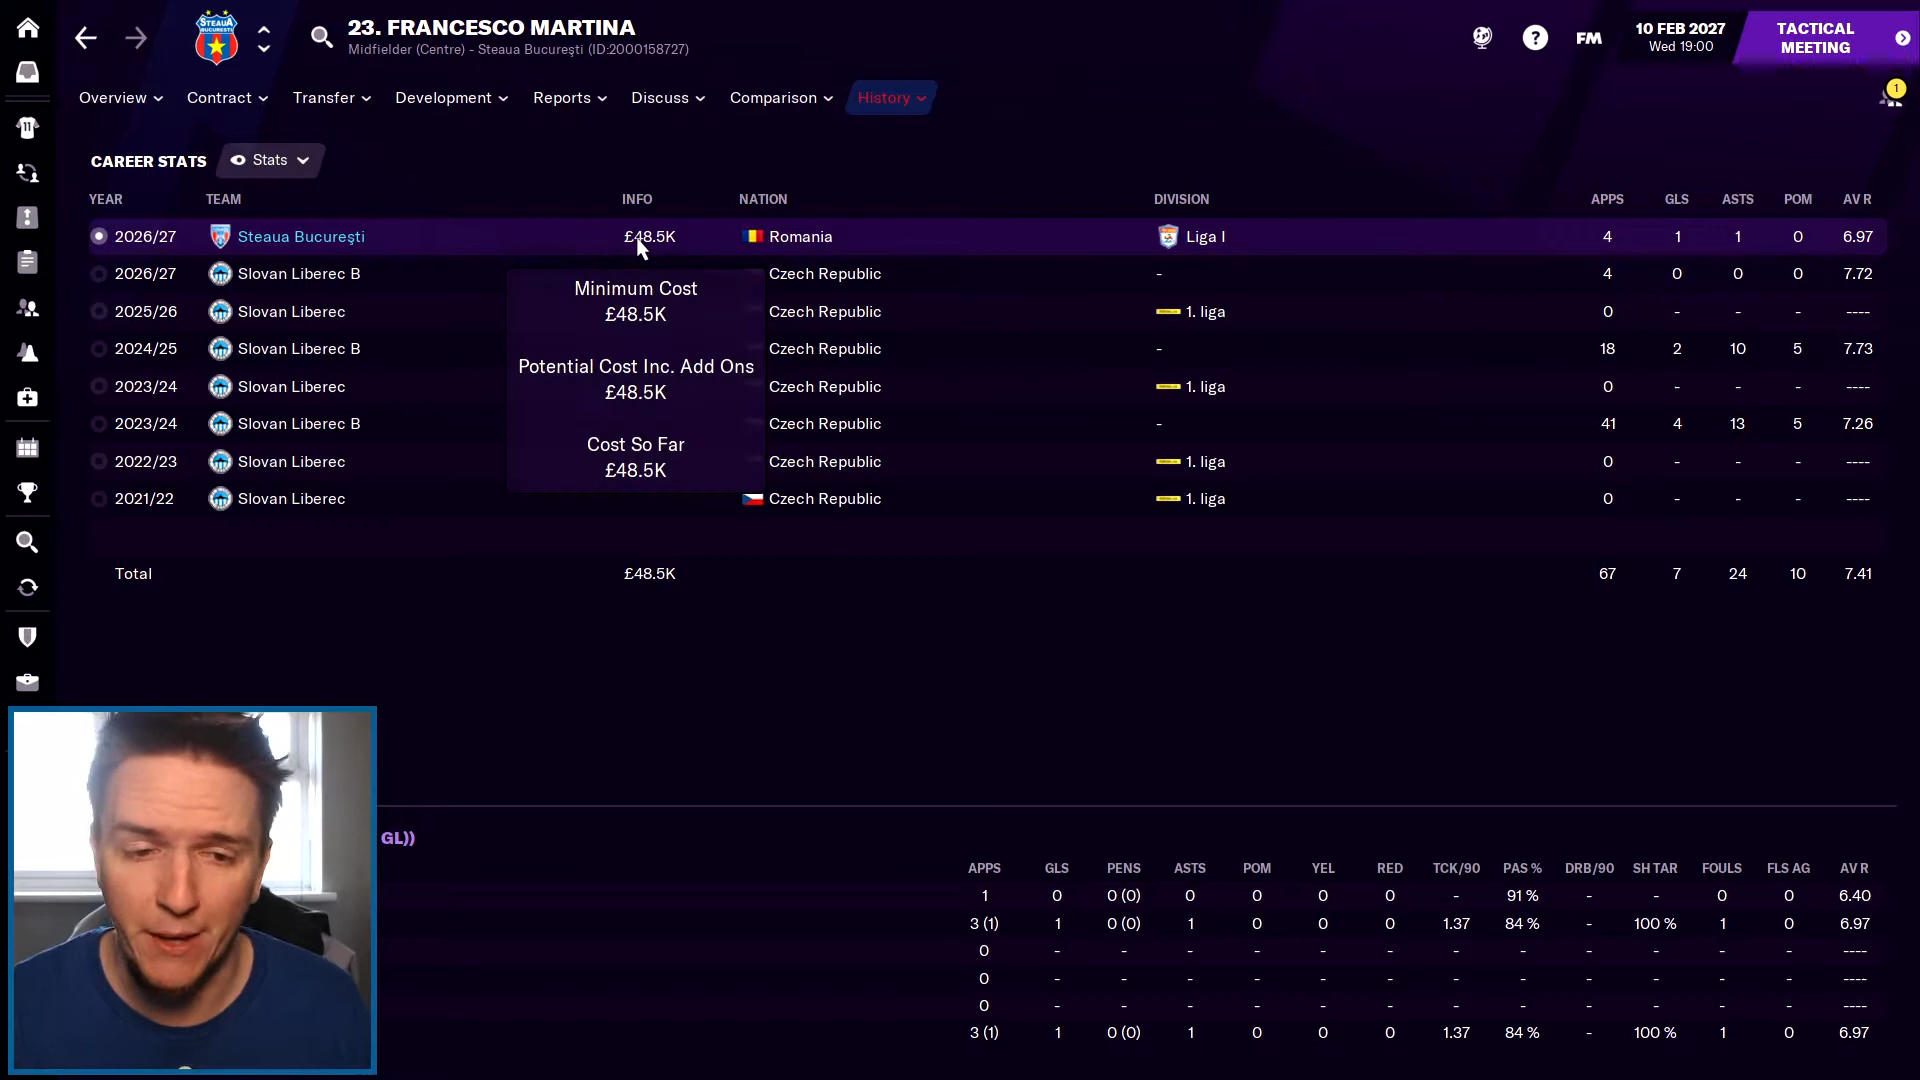 23. FRANCESCO MARTINA
Midfielder (Centre) - Steaua Bucureşti (ID:2000158727)
FM
10 FEB 2027
Wed 19:00
TACTICAL MEETING
Overview Contract Transfer Development Reports Discuss Comparison History
1
CAREER STATS Stats
YEAR TEAM INFO NATION DIVISION APPS GLS ASTS POM AV R
2026/27 Steaua Bucureşti £48.5K Romania Liga I 4 1 1 0 6.97
2026/27 Slovan Liberec B Czech Republic - 4 0 0 0 7.72
2025/26 Slovan Liberec Czech Republic 1. liga 0 - - - ----
2024/25 Slovan Liberec B Czech Republic - 18 2 10 5 7.73
2023/24 Slovan Liberec Czech Republic 1. liga 0 - - - ----
2023/24 Slovan Liberec B Czech Republic - 41 4 13 5 7.26
2022/23 Slovan Liberec Czech Republic 1. liga 0 - - - ----
2021/22 Slovan Liberec Czech Republic 1. liga 0 - - - ----
Minimum Cost
£48.5K
Potential Cost Inc. Add Ons
£48.5K
Cost So Far
£48.5K
Total £48.5K 67 7 24 10 7.41
GL))
APPS GLS PENS ASTS POM YEL RED TCK/90 PAS % DRB/90 SH TAR FOULS FLS AG AV R
1 0 0 (0) 0 0 0 0 - 91 % - - 0 0 6.40
3 (1) 1 0 (0) 1 0 0 0 1.37 84 % - 100 % 1 0 6.97
0 - - - - - - - - - - - - ----
0 - - - - - - - - - - - - ----
0 - - - - - - - - - - - - ----
3 (1) 1 0 (0) 1 0 0 0 1.37 84 % - 100 % 1 0 6.97